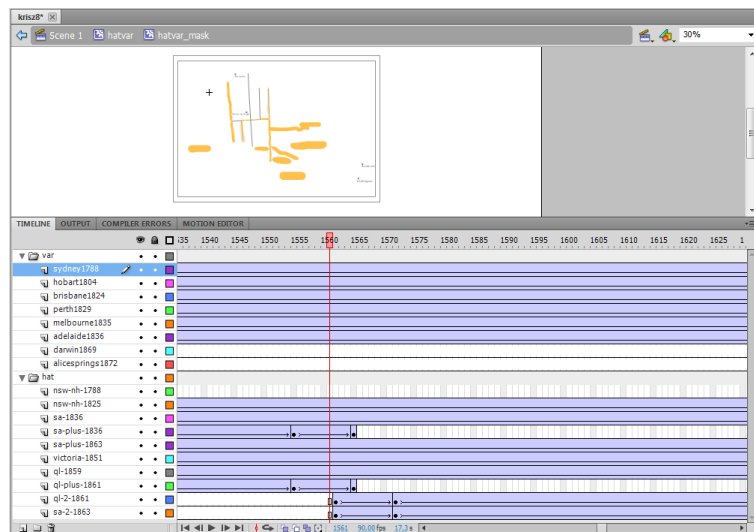 krisz8*
Scene 1 hatvar hatvar_mask 30%
TIMELINE OUTPUT COMPILER ERRORS MOTION EDITOR
535 1540 1545 1550 1555 1560 1565 1570 1575 1580 1585 1590 1595 1600 1605 1610 1615 1620 1625 1
var
sydney1788
hobart1804
brisbane1824
perth1829
melbourne1835
adelaide1836
darwin1869
alicesprings1872
hat
nsw-nh-1788
nsw-nh-1825
sa-1836
sa-plus-1836
sa-plus-1863
victoria-1851
ql-1859
ql-plus-1861
ql-2-1861
sa-2-1863
1561 90,00 fps 17,3 s